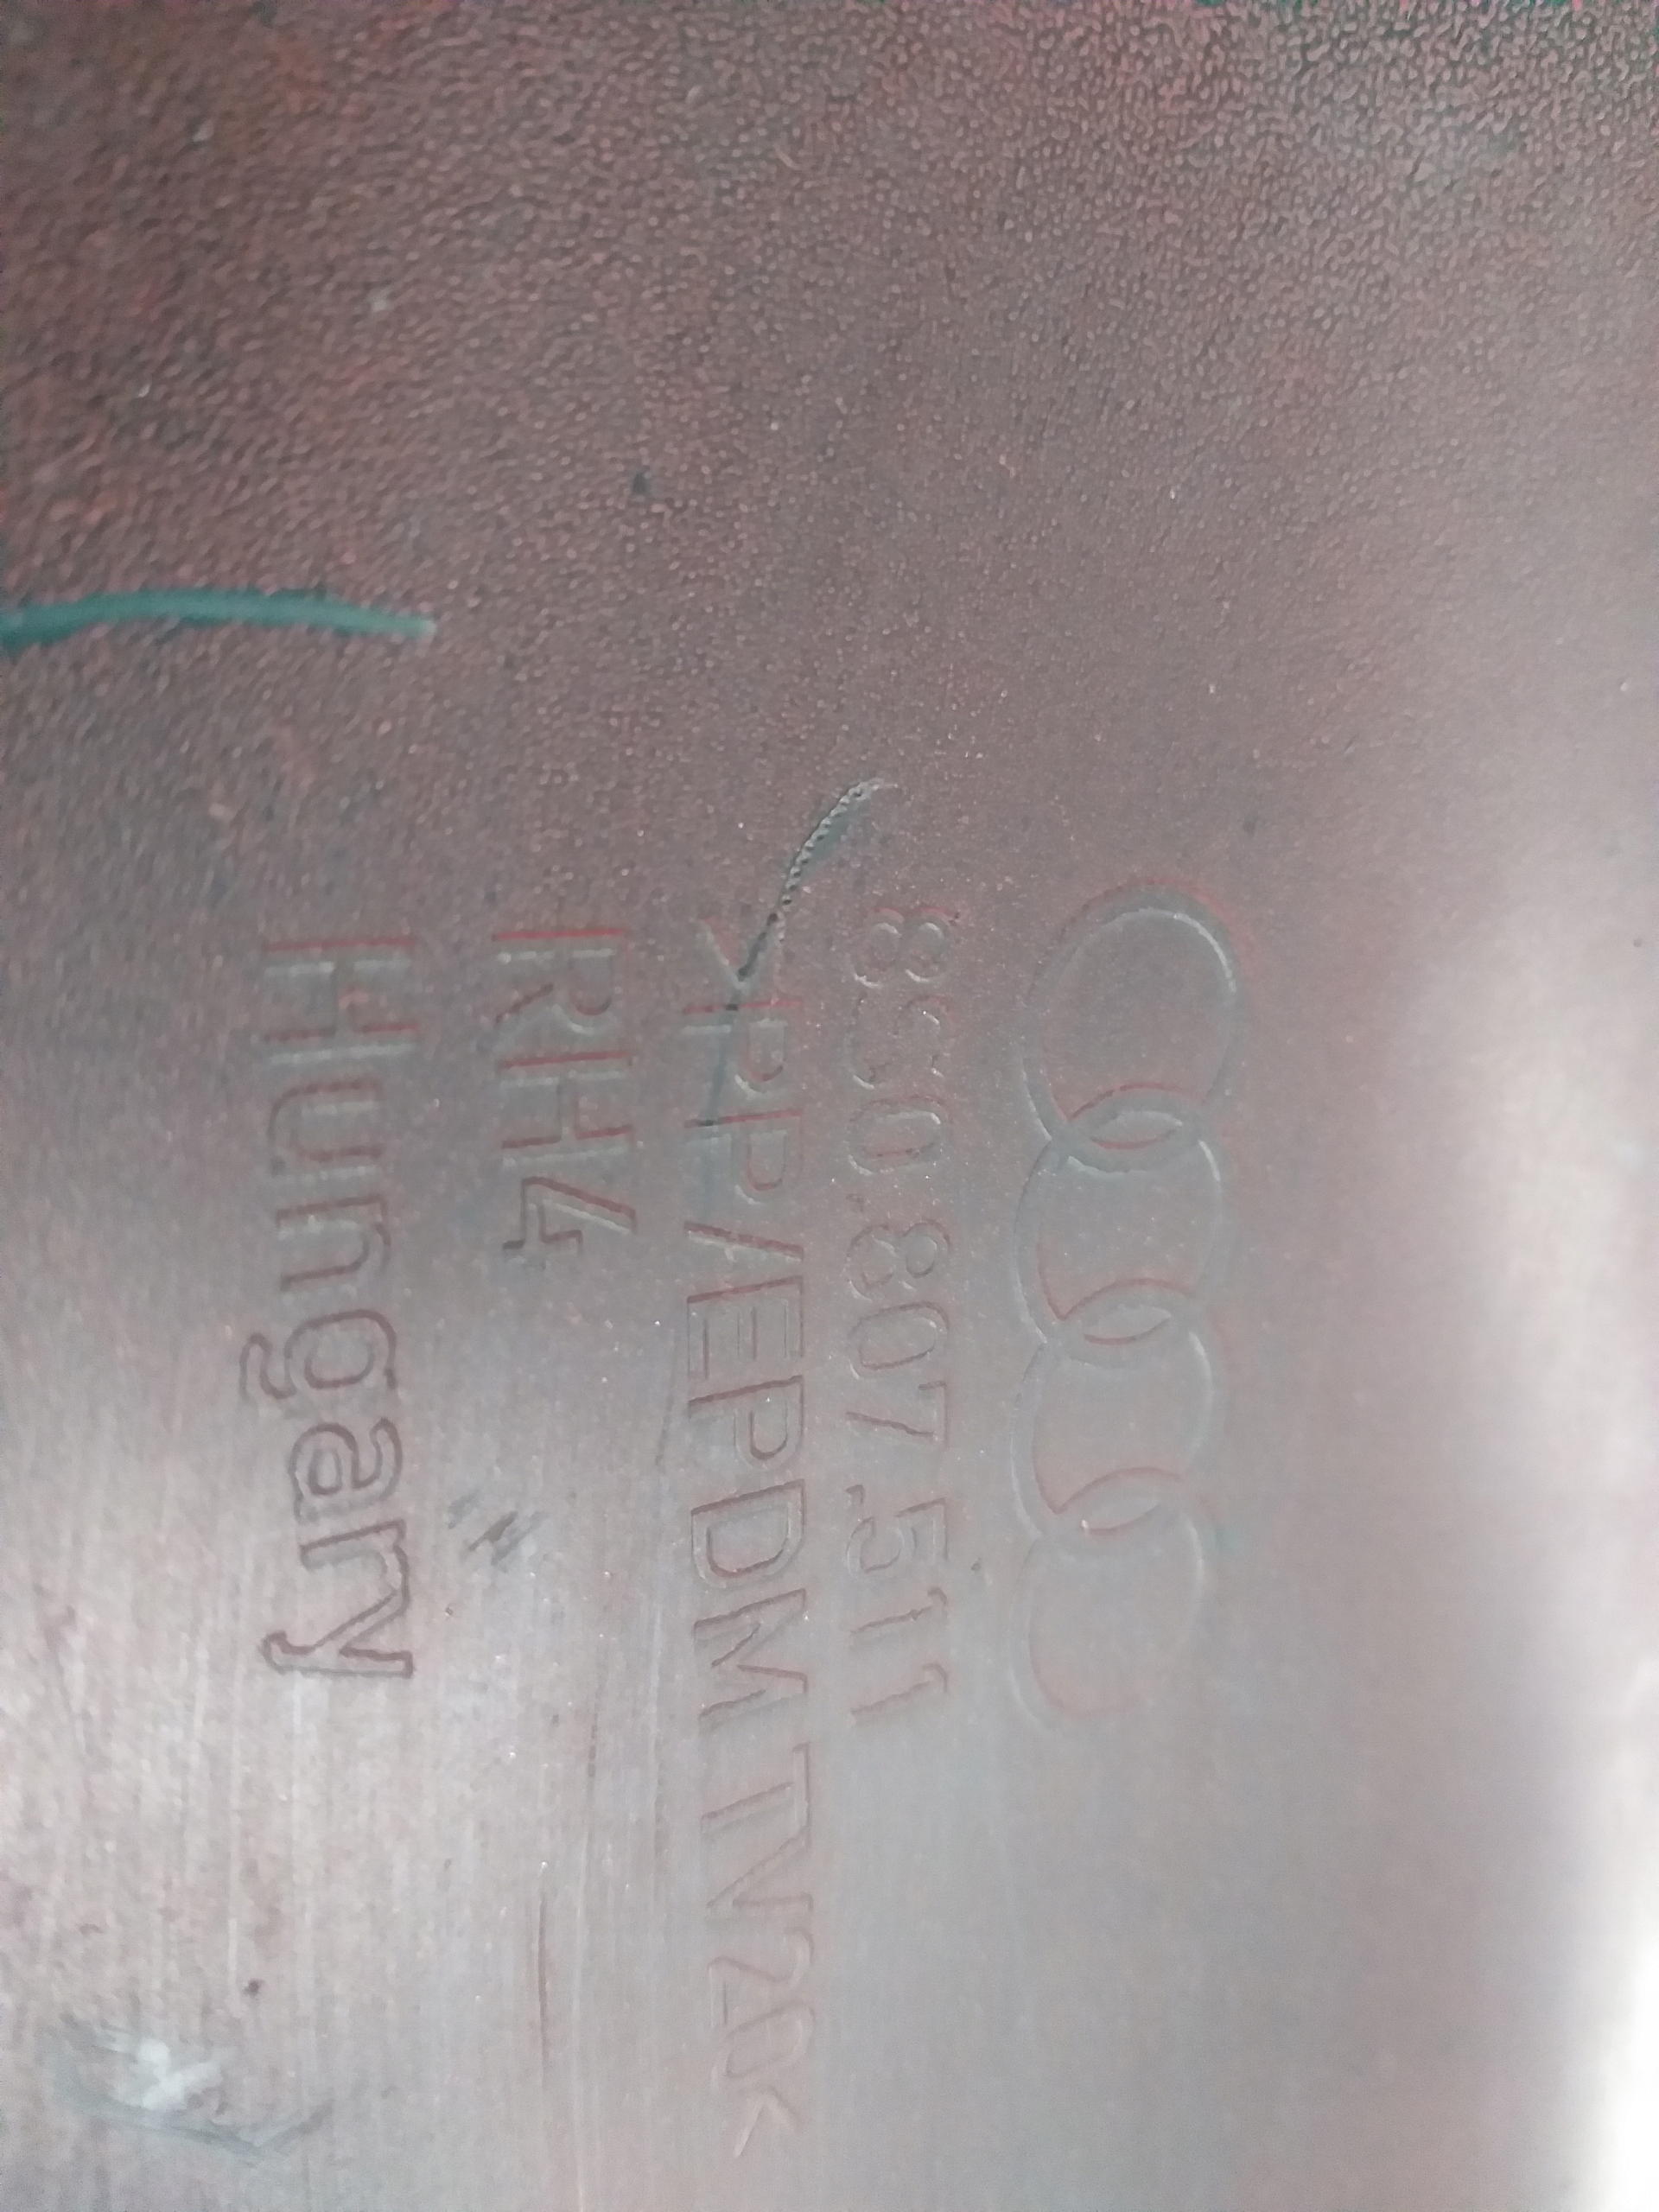 8S0.807.511
>PP/EPDM TV20<
RH4
Hungary